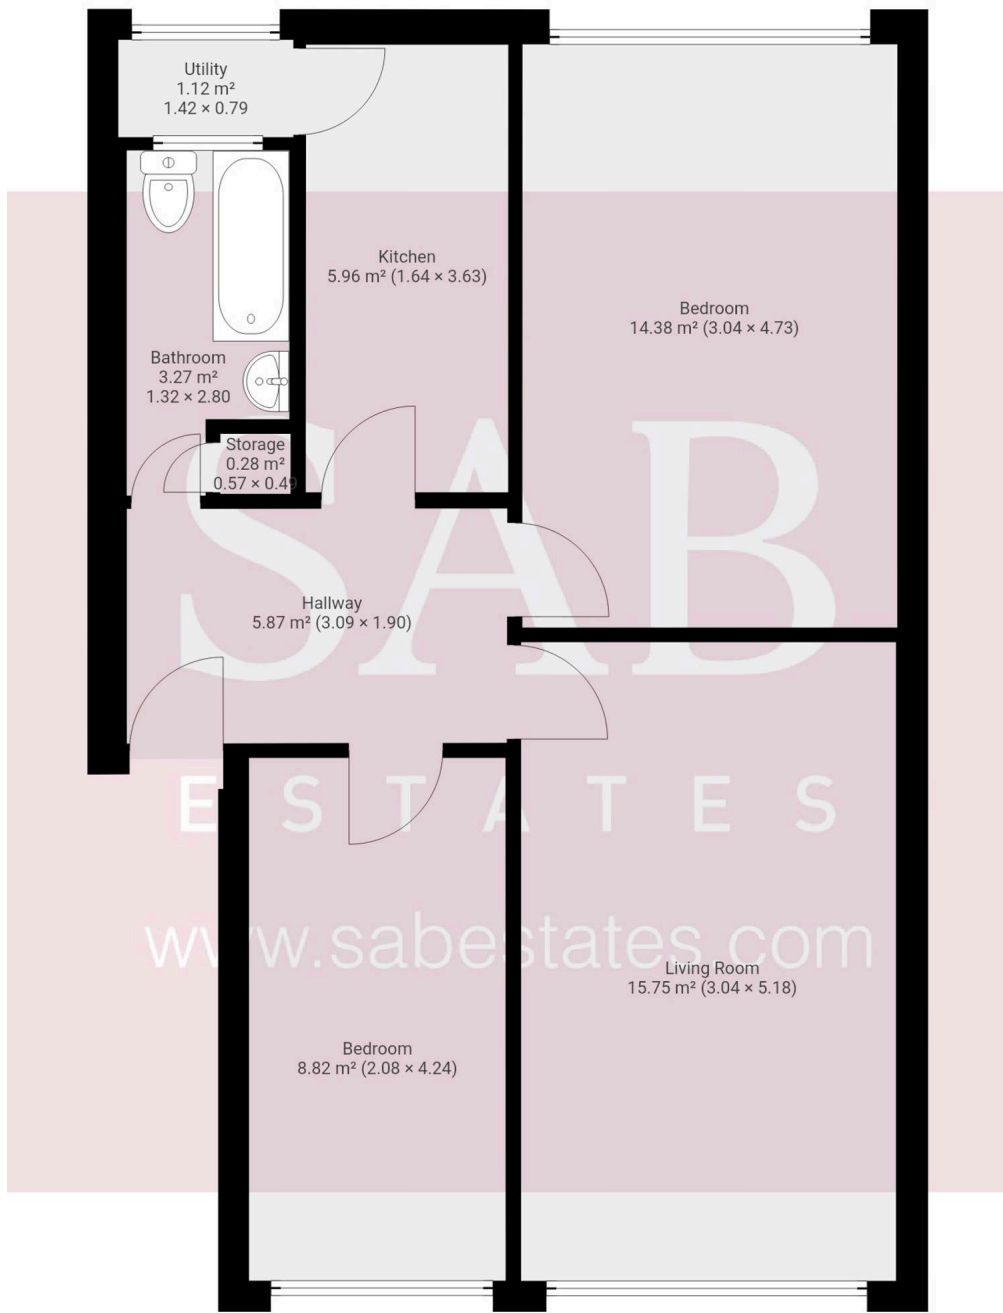 Utility
1.12 m²
1.42 × 0.79
Kitchen
5.96 m² (1.64 × 3.63)
Bedroom
14.38 m² (3.04 × 4.73)
Bathroom
3.27 m²
1.32 × 2.80
Storage
0.28 m²
0.57 × 0.49
SAB
Hallway
5.87 m² (3.09 × 1.90)
ESTATES
www.sabestates.com
Living Room
15.75 m² (3.04 × 5.18)
Bedroom
8.82 m² (2.08 × 4.24)